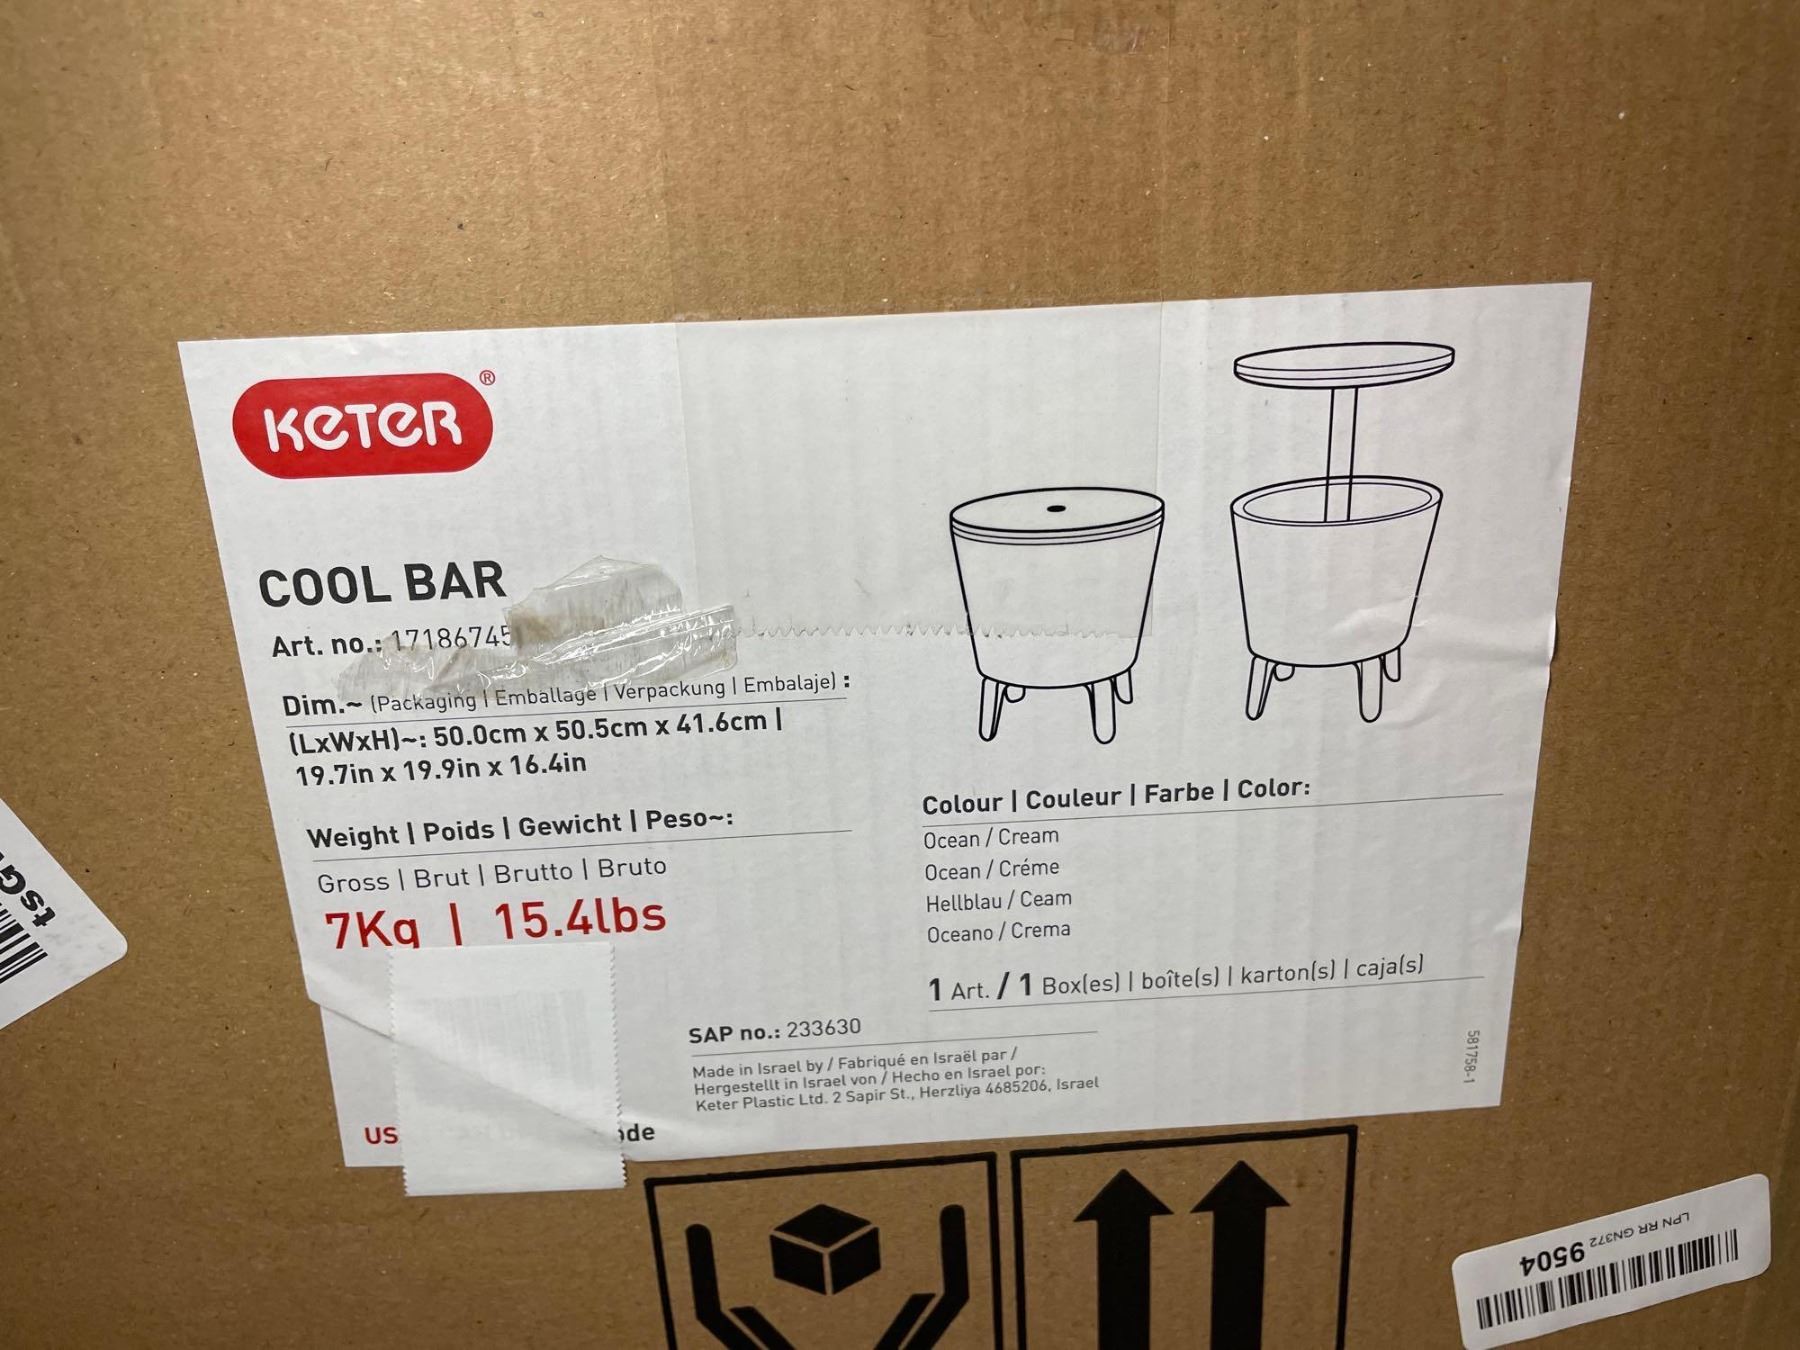 KETER®
COOL BAR
Art. no.: 17186745
Dim.~ (Packaging | Emballage | Verpackung | Embalaje) :
(LxWxH)~: 50.0cm x 50.5cm x 41.6cm |
19.7in x 19.9in x 16.4in
Weight | Poids | Gewicht | Peso~:
Gross | Brut | Brutto | Bruto
7Kg | 15.4lbs
US
Colour | Couleur | Farbe | Color:
Ocean / Cream
Ocean / Créme
Hellblau / Ceam
Oceano / Crema
1 Art. / 1 Box(es) | boîte(s) | karton(s) | caja(s)
SAP no.: 233630
Made in Israel by / Fabriqué en Israël par /
Hergestellt in Israel von / Hecho en Israel por:
Keter Plastic Ltd. 2 Sapir St., Herzliya 4685206, Israel
581758-1
LPN RR GN372 9504